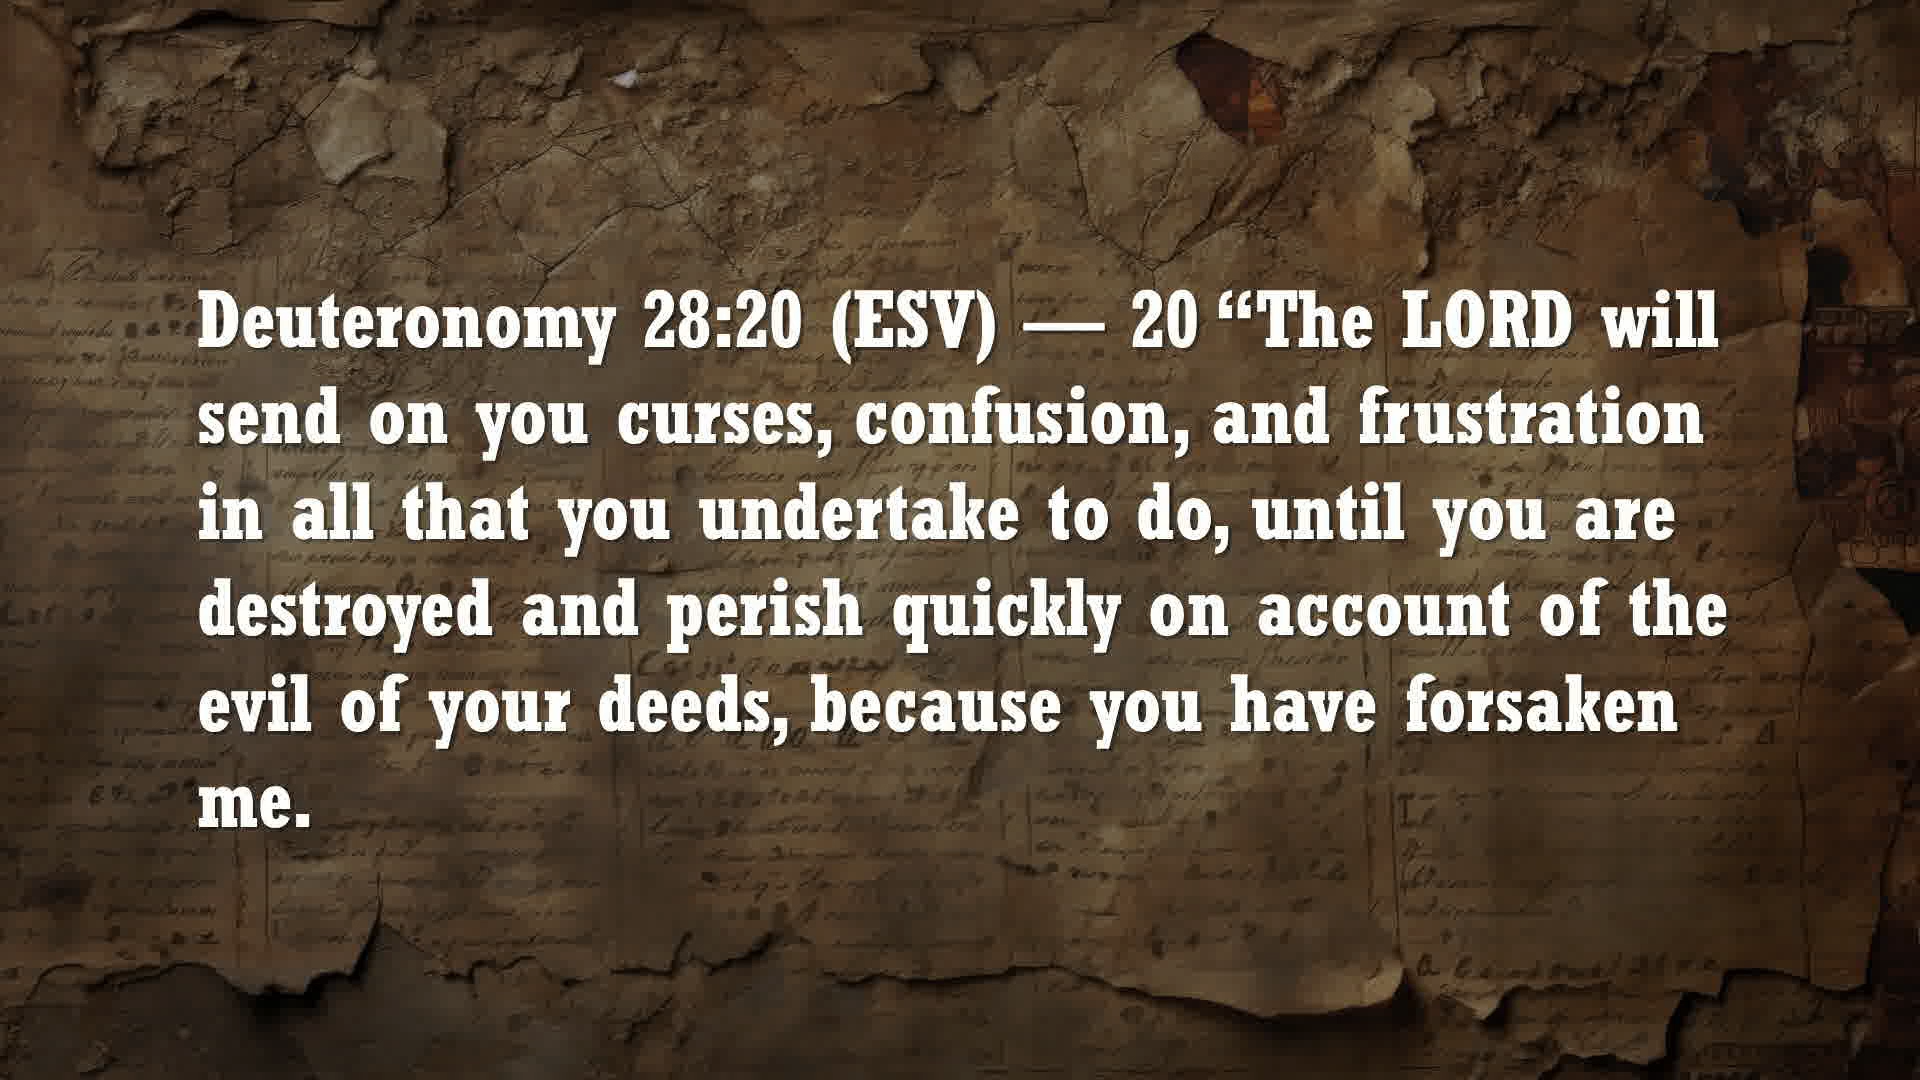 Deuteronomy 28:20 (ESV) — 20 “The LORD will
send on you curses, confusion, and frustration
in all that you undertake to do, until you are
destroyed and perish quickly on account of the
evil of your deeds, because you have forsaken
me.